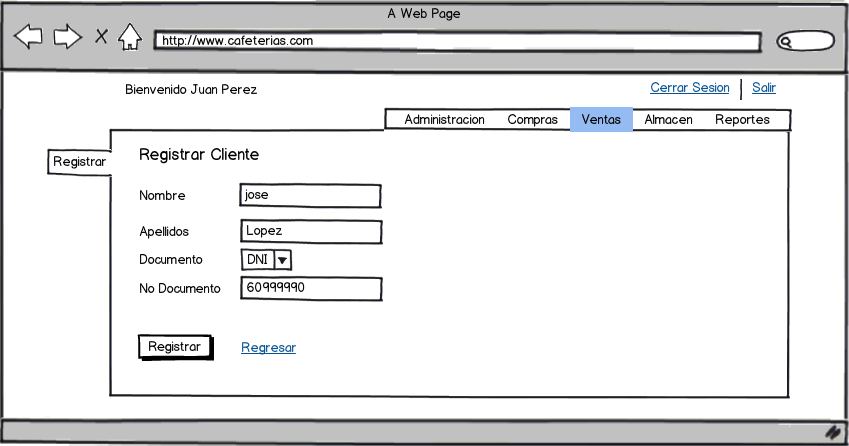 A Web Page
http://www.cafeterias.com
Bienvenido Juan Perez
Cerrar Sesion Salir
Administracion Compras Ventas Almacen Reportes
Registrar
Registrar Cliente
Nombre jose
Apellidos Lopez
Documento DNI
No Documento 60999990
Registrar Regresar